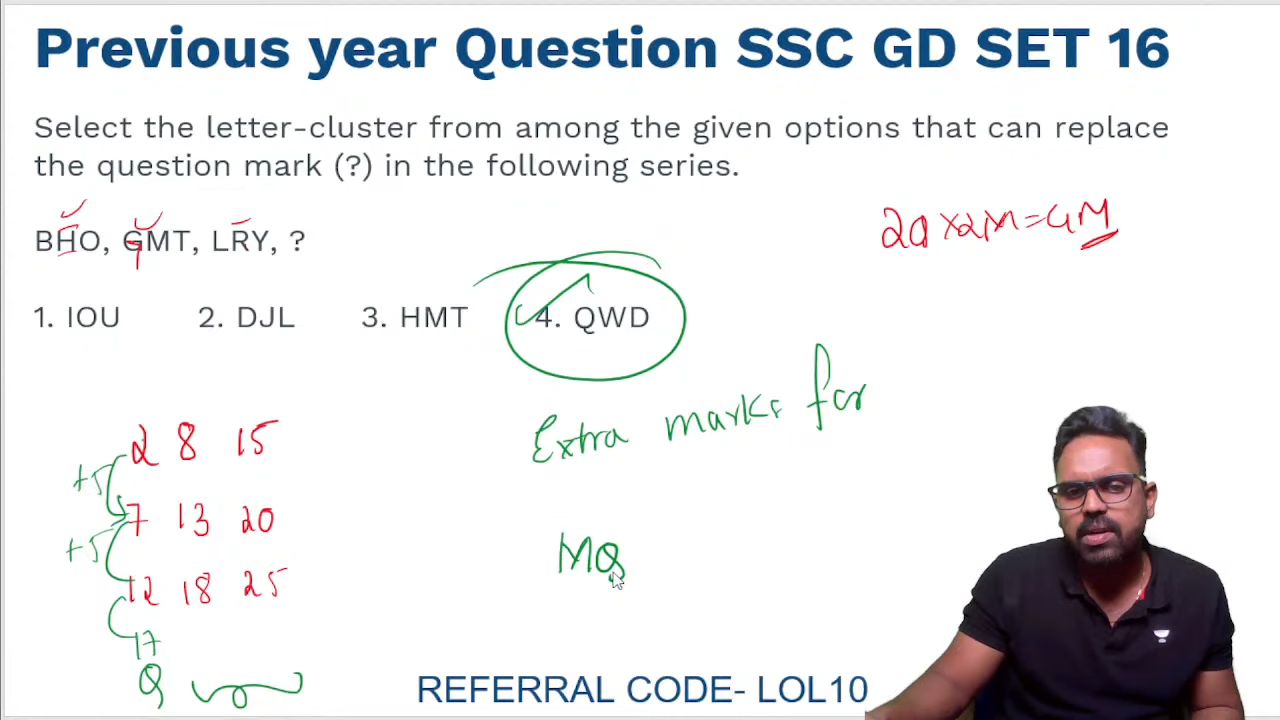 Previous year Question SSC GD SET 16
Select the letter-cluster from among the given options that can replace
the question mark (?) in the following series.
BHO, GMT, LRY, ?
20 x 2M = 4M
1. IOU 2. DJL 3. HMT 4. QWD
Extra marks for
2 8 15
+5
7 13 20
+5
MQ
12 18 25
17
Q
REFERRAL CODE- LOL10